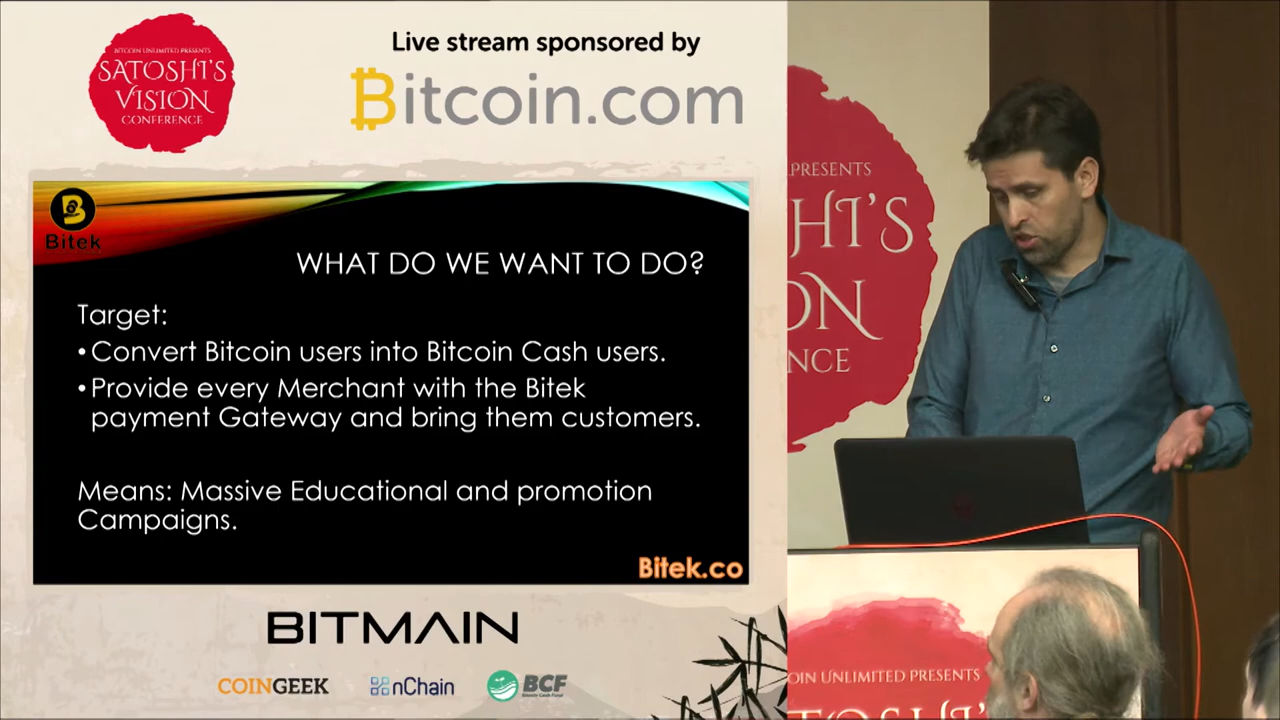 BITCOIN UNLIMITED PRESENTS
SATOSHI'S
VISION
CONFERENCE
Live stream sponsored by
Bitcoin.com
Bitek
WHAT DO WE WANT TO DO?
Target:
•Convert Bitcoin users into Bitcoin Cash users.
•Provide every Merchant with the Bitek
payment Gateway and bring them customers.
Means: Massive Educational and promotion
Campaigns.
Bitek.co
BITMAIN
COINGEEK
nChain
BCF
PRESENTS
HI'S
ON
NCE
OIN UNLIMITED PRESENTS